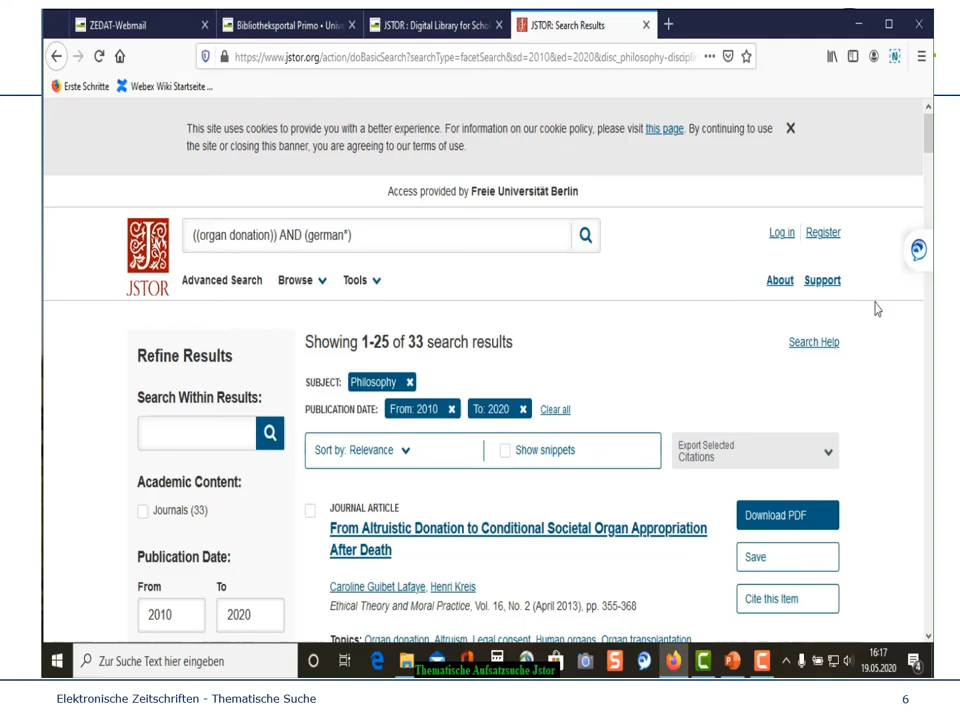 ZEDAT-Webmail
Bibliotheksportal Primo • Unive
JSTOR : Digital Library for Schol
JSTOR: Search Results
https://www.jstor.org/action/doBasicSearch?searchType=facetSearch&sd=2010&ed=2020&disc_philosophy-disciplin
Erste Schritte
Webex Wiki Startseite ...
This site uses cookies to provide you with a better experience. For information on our cookie policy, please visit this page. By continuing to use
the site or closing this banner, you are agreeing to our terms of use.
Access provided by Freie Universität Berlin
((organ donation)) AND (german*)
Log in
Register
JSTOR
Advanced Search
Browse
Tools
About
Support
Showing 1-25 of 33 search results
Search Help
Refine Results
SUBJECT: Philosophy
Search Within Results:
PUBLICATION DATE: From: 2010 To: 2020 Clear all
Sort by: Relevance
Show snippets
Export Selected
Citations
Academic Content:
Journals (33)
JOURNAL ARTICLE
From Altruistic Donation to Conditional Societal Organ Appropriation
After Death
Download PDF
Publication Date:
Save
From
To
Caroline Guibet Lafaye, Henri Kreis
2010
2020
Ethical Theory and Moral Practice, Vol. 16, No. 2 (April 2013), pp. 355-368
Cite this Item
Topics: Organ donation, Altruism, Legal consent, Human organs, Organ transplantation
Zur Suche Text hier eingeben
Thematische Aufsatzsuche Jstor
16:17
19.05.2020
4
Elektronische Zeitschriften - Thematische Suche
6